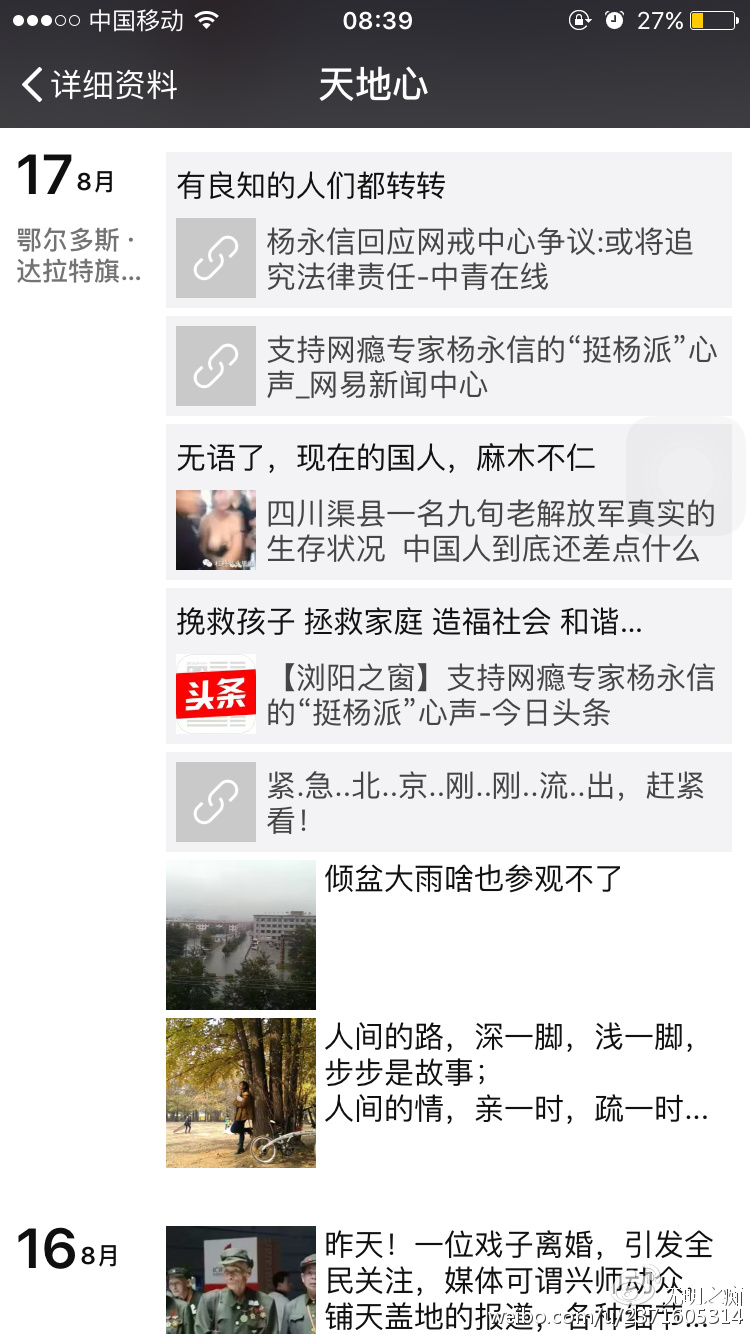 中国移动 08:39 27%
详细资料 天地心
17 8月
鄂尔多斯·
达拉特旗...
有良知的人们都转转
杨永信回应网戒中心争议:或将追
究法律责任-中青在线
支持网瘾专家杨永信的“挺杨派”心
声_网易新闻中心
无语了，现在的国人，麻木不仁
四川渠县一名九旬老解放军真实的
生存状况 中国人到底还差点什么
挽救孩子 拯救家庭 造福社会 和谐...
头条
【浏阳之窗】支持网瘾专家杨永信
的“挺杨派”心声-今日头条
紧.急..北..京..刚..刚..流..出，赶紧
看！
倾盆大雨啥也参观不了
人间的路，深一脚，浅一脚，
步步是故事；
人间的情，亲一时，疏一时...
16 8月
昨天！一位戏子离婚，引发全
民关注，媒体可谓兴师动众，
铺天盖地的报道，各种细节...
光明之痴
weibo.com/u/2371605314